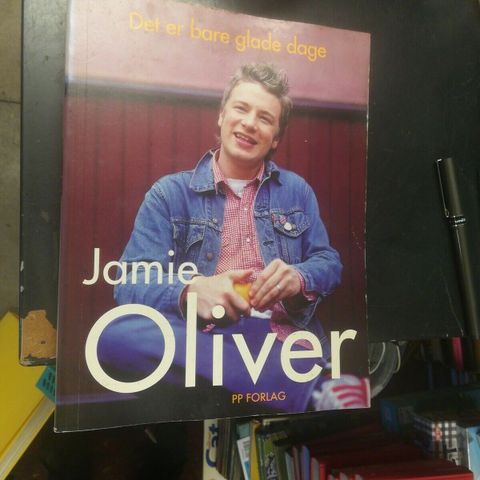 Det er bare glade dage
Jamie
Oliver
PP FORLAG